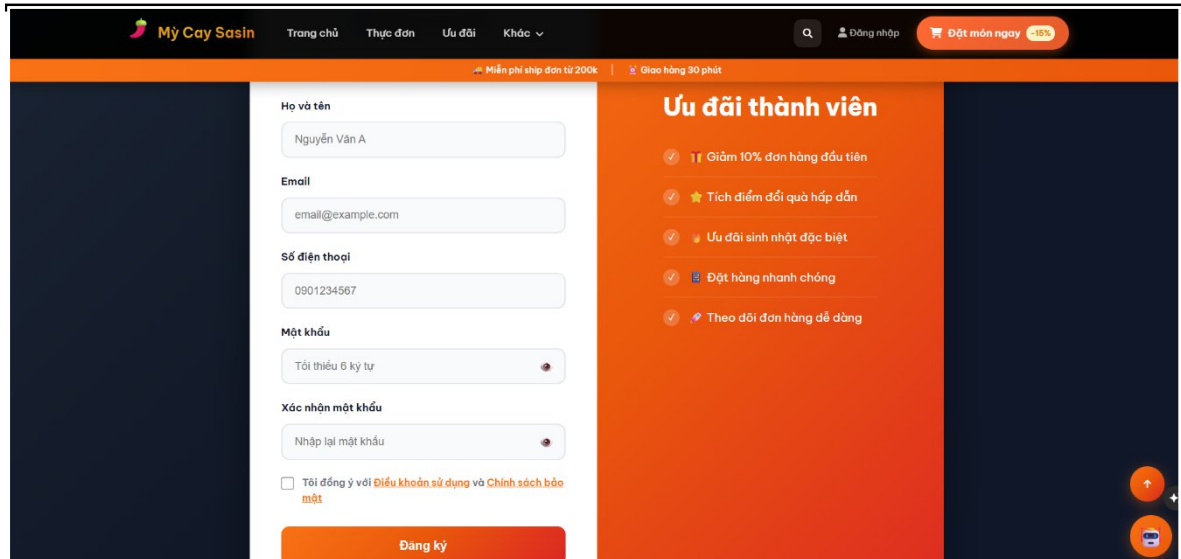 Mỳ Cay Sasin
Trang chủ
Thực đơn
Ưu đãi
Khác
Đăng nhập
Đặt món ngay -15%
Miễn phí ship đơn từ 200k
Giao hàng 30 phút
Họ và tên
Nguyễn Văn A
Email
email@example.com
Số điện thoại
0901234567
Mật khẩu
Tối thiểu 6 ký tự
Xác nhận mật khẩu
Nhập lại mật khẩu
Tôi đồng ý với Điều khoản sử dụng và Chính sách bảo
mật
Đăng ký
Ưu đãi thành viên
Giảm 10% đơn hàng đầu tiên
Tích điểm đổi quà hấp dẫn
Ưu đãi sinh nhật đặc biệt
Đặt hàng nhanh chóng
Theo dõi đơn hàng dễ dàng